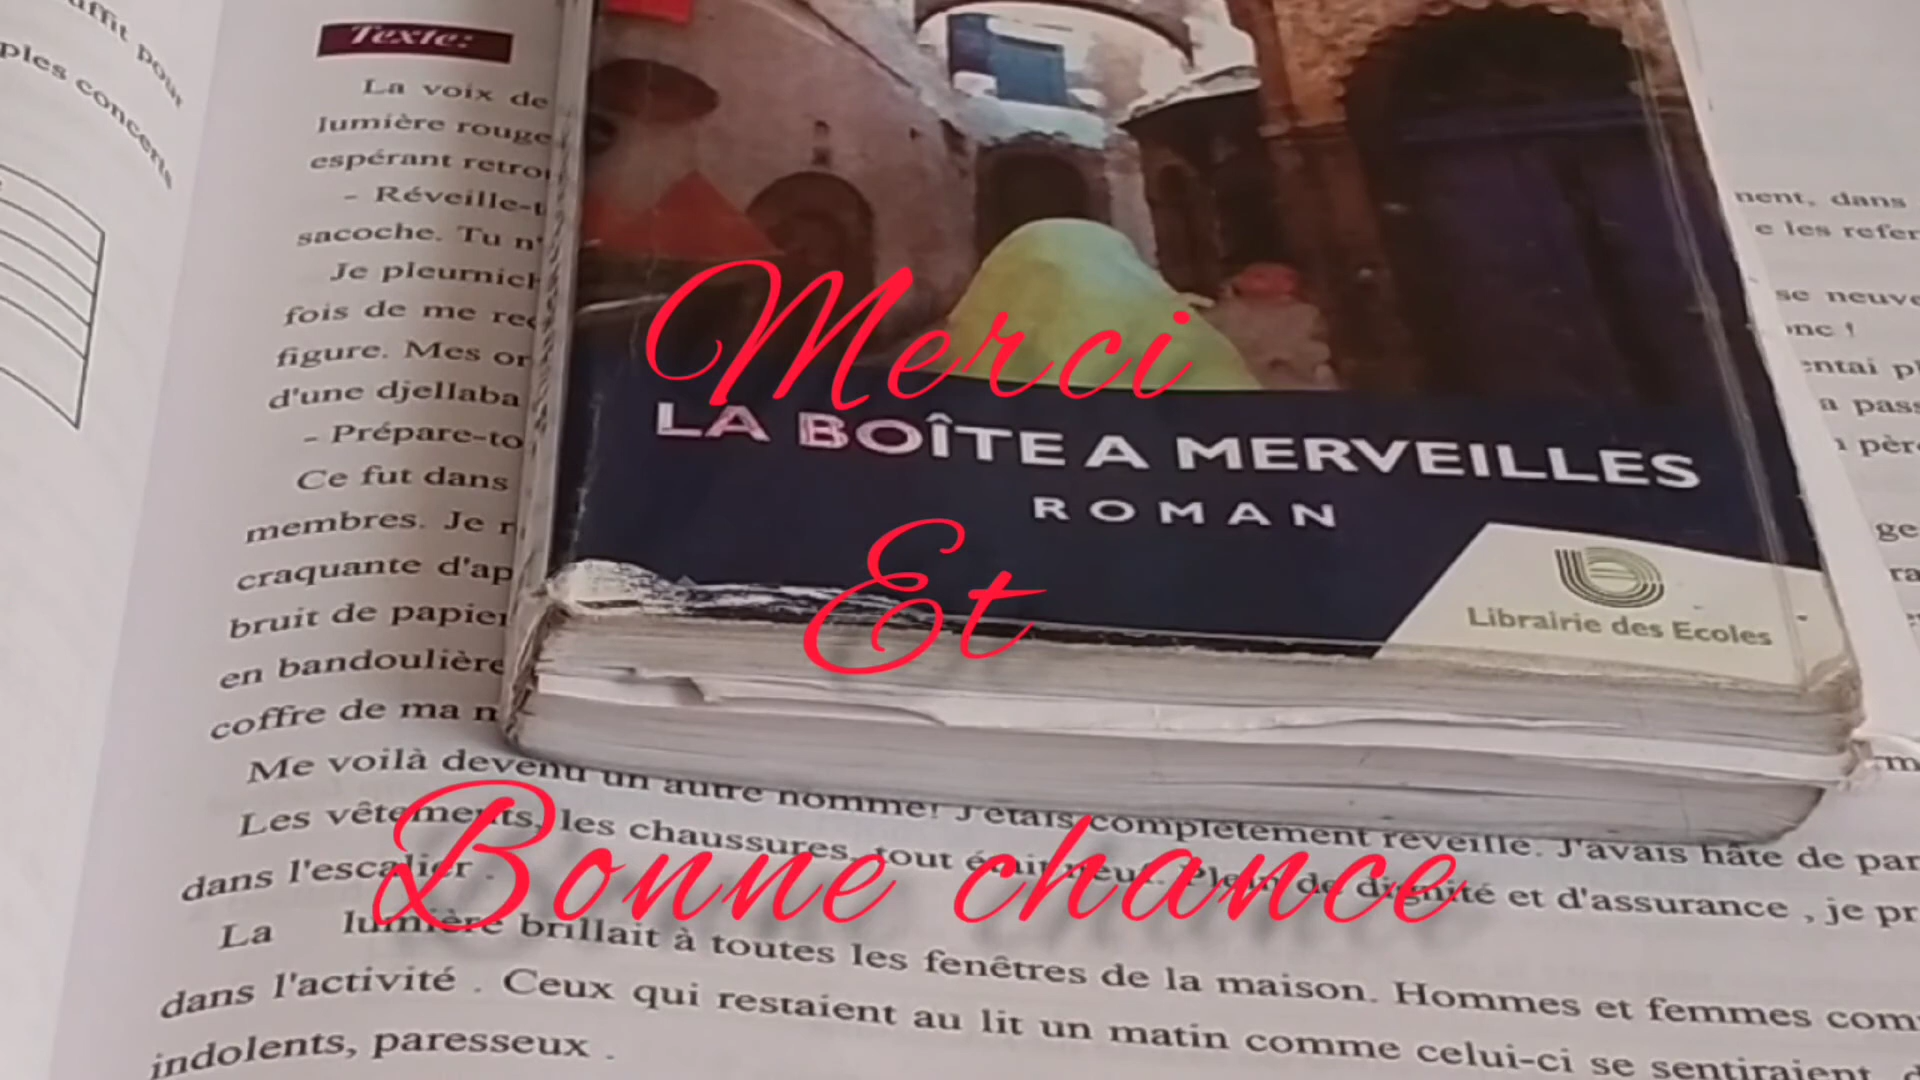 uffit pour
ples concerts
Texte:
La voix de
lumière rouge
espérant retro
- Réveille-t
sacoche. Tu n'
Je pleurnich
fois de me re
figure. Mes or
d'une djellaba
- Prépare-to
Ce fut dans
membres. Je r
craquante d'ap
bruit de papier
en bandoulière
coffre de ma
Me voilà devenu un autre homme! J'étais complètement réveillé. J'avais hâte de par
Les vêtements, les chaussures, tout était neuf. Plein de dignité et d'assurance , je pr
dans l'escalier .
La lumière brillait à toutes les fenêtres de la maison. Hommes et femmes com
dans l'activité . Ceux qui restaient au lit un matin comme celui-ci se sentiraient
indolents, paresseux .
Merci
LA BOÎTE A MERVEILLES
ROMAN
Et
Librairie des Ecoles
Bonne chance
nent, dans
e les refer
se neuve
onc !
entai pl
a pass
père
ge